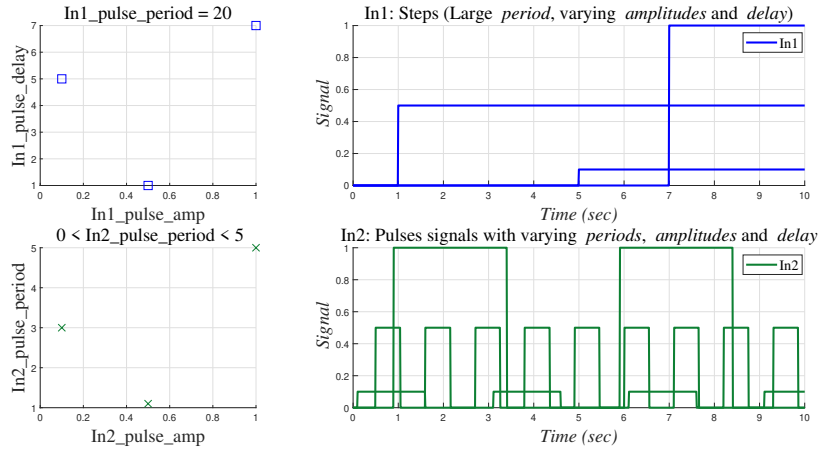 In1_pulse_period = 20
7
6
5
4
3
2
1
In1_pulse_delay
0 0.2 0.4 0.6 0.8 1
In1_pulse_amp
In1: Steps (Large period, varying amplitudes and delay)
1
0.8
0.6
0.4
0.2
0
Signal
In1
0 1 2 3 4 5 6 7 8 9 10
Time (sec)
0 < In2_pulse_period < 5
5
4
3
2
1
In2_pulse_period
0 0.2 0.4 0.6 0.8 1
In2_pulse_amp
In2: Pulses signals with varying periods, amplitudes and delay
1
0.8
0.6
0.4
0.2
0
Signal
In2
0 1 2 3 4 5 6 7 8 9 10
Time (sec)